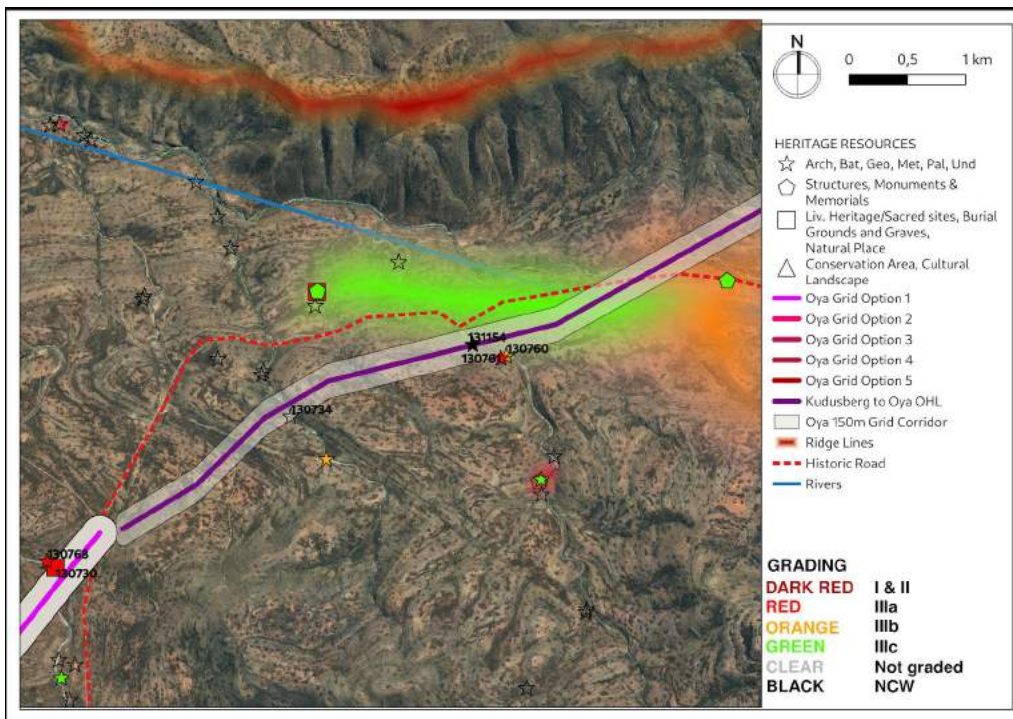 N
0 0,5 1 km
HERITAGE RESOURCES
Arch, Bat, Geo, Met, Pal, Und
Structures, Monuments &
Memorials
Liv. Heritage/Sacred sites, Burial
Grounds and Graves,
Natural Place
Conservation Area, Cultural
Landscape
Oya Grid Option 1
Oya Grid Option 2
Oya Grid Option 3
Oya Grid Option 4
Oya Grid Option 5
Kudusberg to Oya OHL
Oya 150m Grid Corridor
Ridge Lines
Historic Road
Rivers
GRADING
DARK RED I & II
RED IIIa
ORANGE IIIb
GREEN IIIc
CLEAR Not graded
BLACK NCW
131154
130760
130734
130768
130730